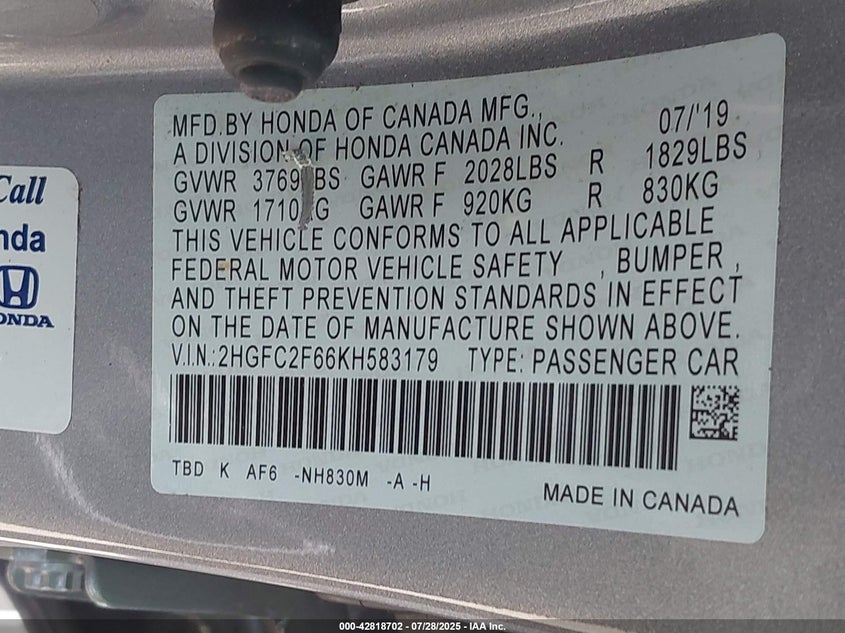 MFD.BY HONDA OF CANADA MFG., 07/'19
A DIVISION OF HONDA CANADA INC.
GVWR 3769LBS GAWR F 2028LBS R 1829LBS
GVWR 1710KG GAWR F 920KG R 830KG
THIS VEHICLE CONFORMS TO ALL APPLICABLE
FEDERAL MOTOR VEHICLE SAFETY , BUMPER ,
AND THEFT PREVENTION STANDARDS IN EFFECT
ON THE DATE OF MANUFACTURE SHOWN ABOVE.
V.I.N.:2HGFC2F66KH583179 TYPE: PASSENGER CAR
TBD K AF6 -NH830M -A -H
MADE IN CANADA
Call
nda
ONDA
000-42818702 - 07/28/2025 - IAA Inc.